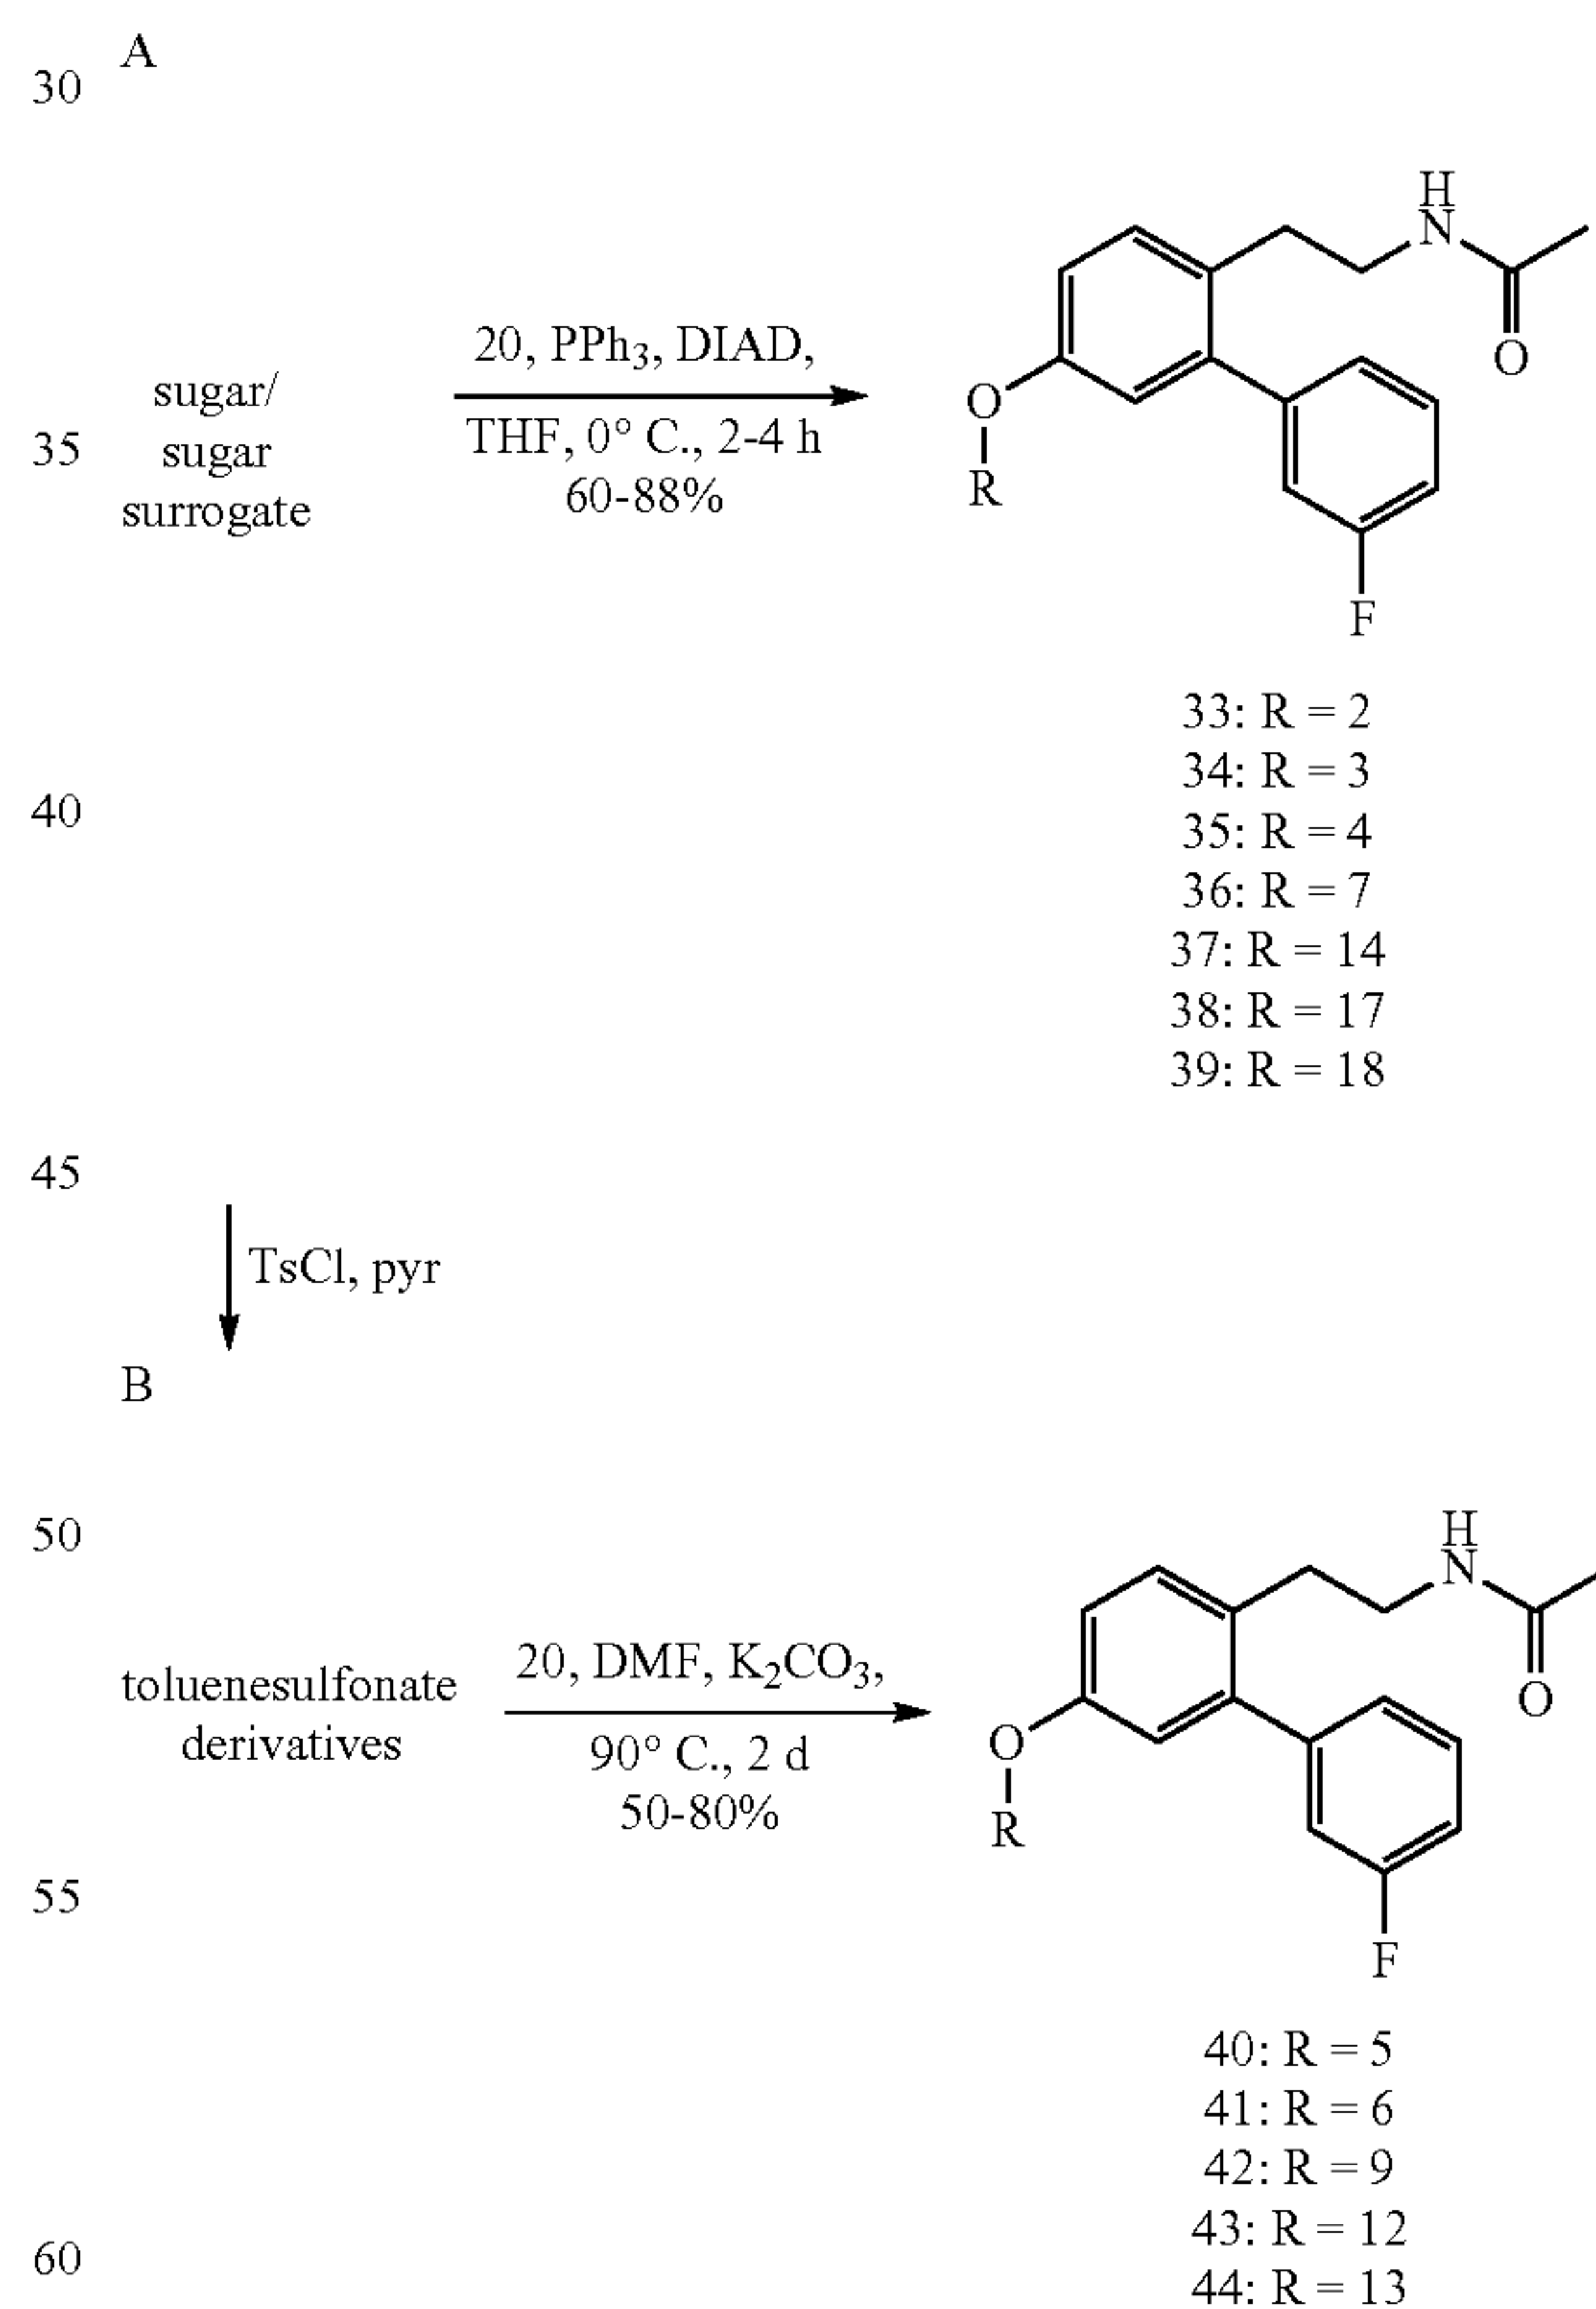 A
30
H
N
O
20, PPh3, DIAD,
THF, 0° C., 2-4 h
60-88%
sugar/
35 sugar
surrogate
O
R
F
33: R = 2
34: R = 3
40
35: R = 4
36: R = 7
37: R = 14
38: R = 17
39: R = 18
45
TsCl, pyr
B
50
H
N
O
toluenesulfonate
derivatives
20, DMF, K2CO3,
90° C., 2 d
50-80%
O
R
55
F
40: R = 5
41: R = 6
42: R = 9
43: R = 12
60
44: R = 13